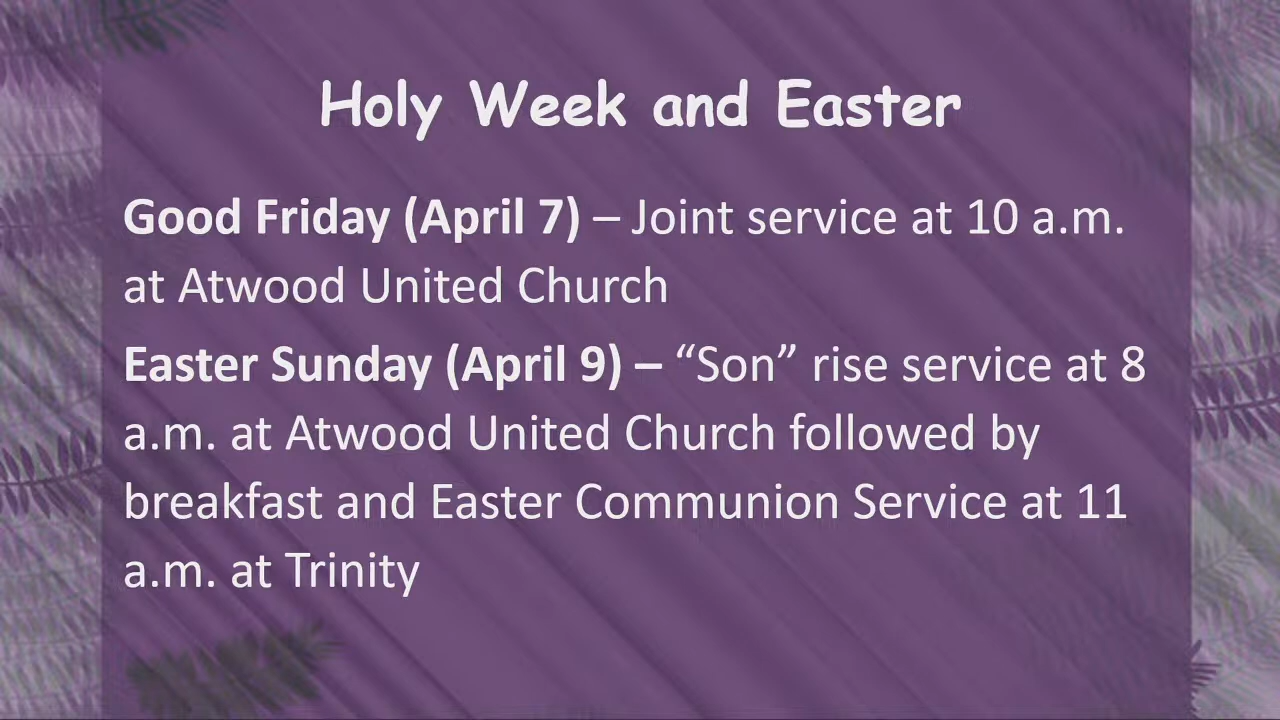 Holy Week and Easter
Good Friday (April 7) – Joint service at 10 a.m.
at Atwood United Church
Easter Sunday (April 9) – “Son” rise service at 8
a.m. at Atwood United Church followed by
breakfast and Easter Communion Service at 11
a.m. at Trinity